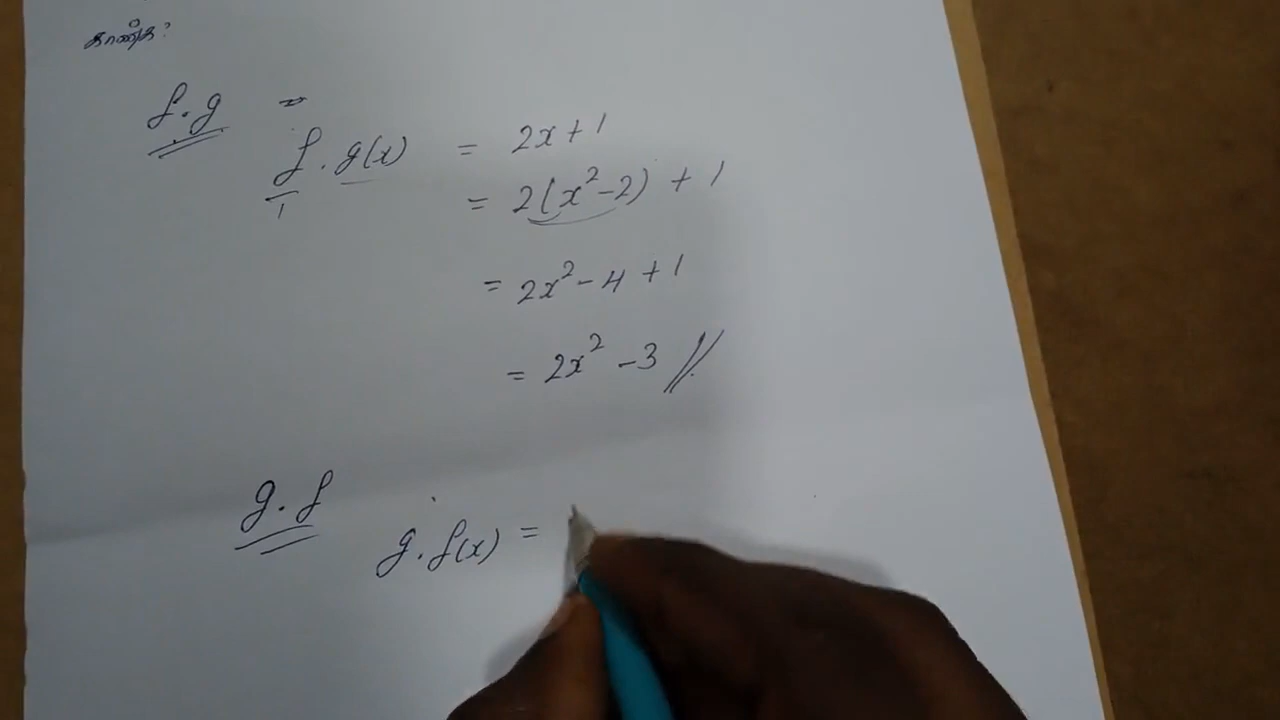 காண்க?
f.g =
f.g(x) = 2x+1
= 2(x²-2) + 1
= 2x² - 4 + 1
= 2x² - 3 //
g.f g.f(x) =